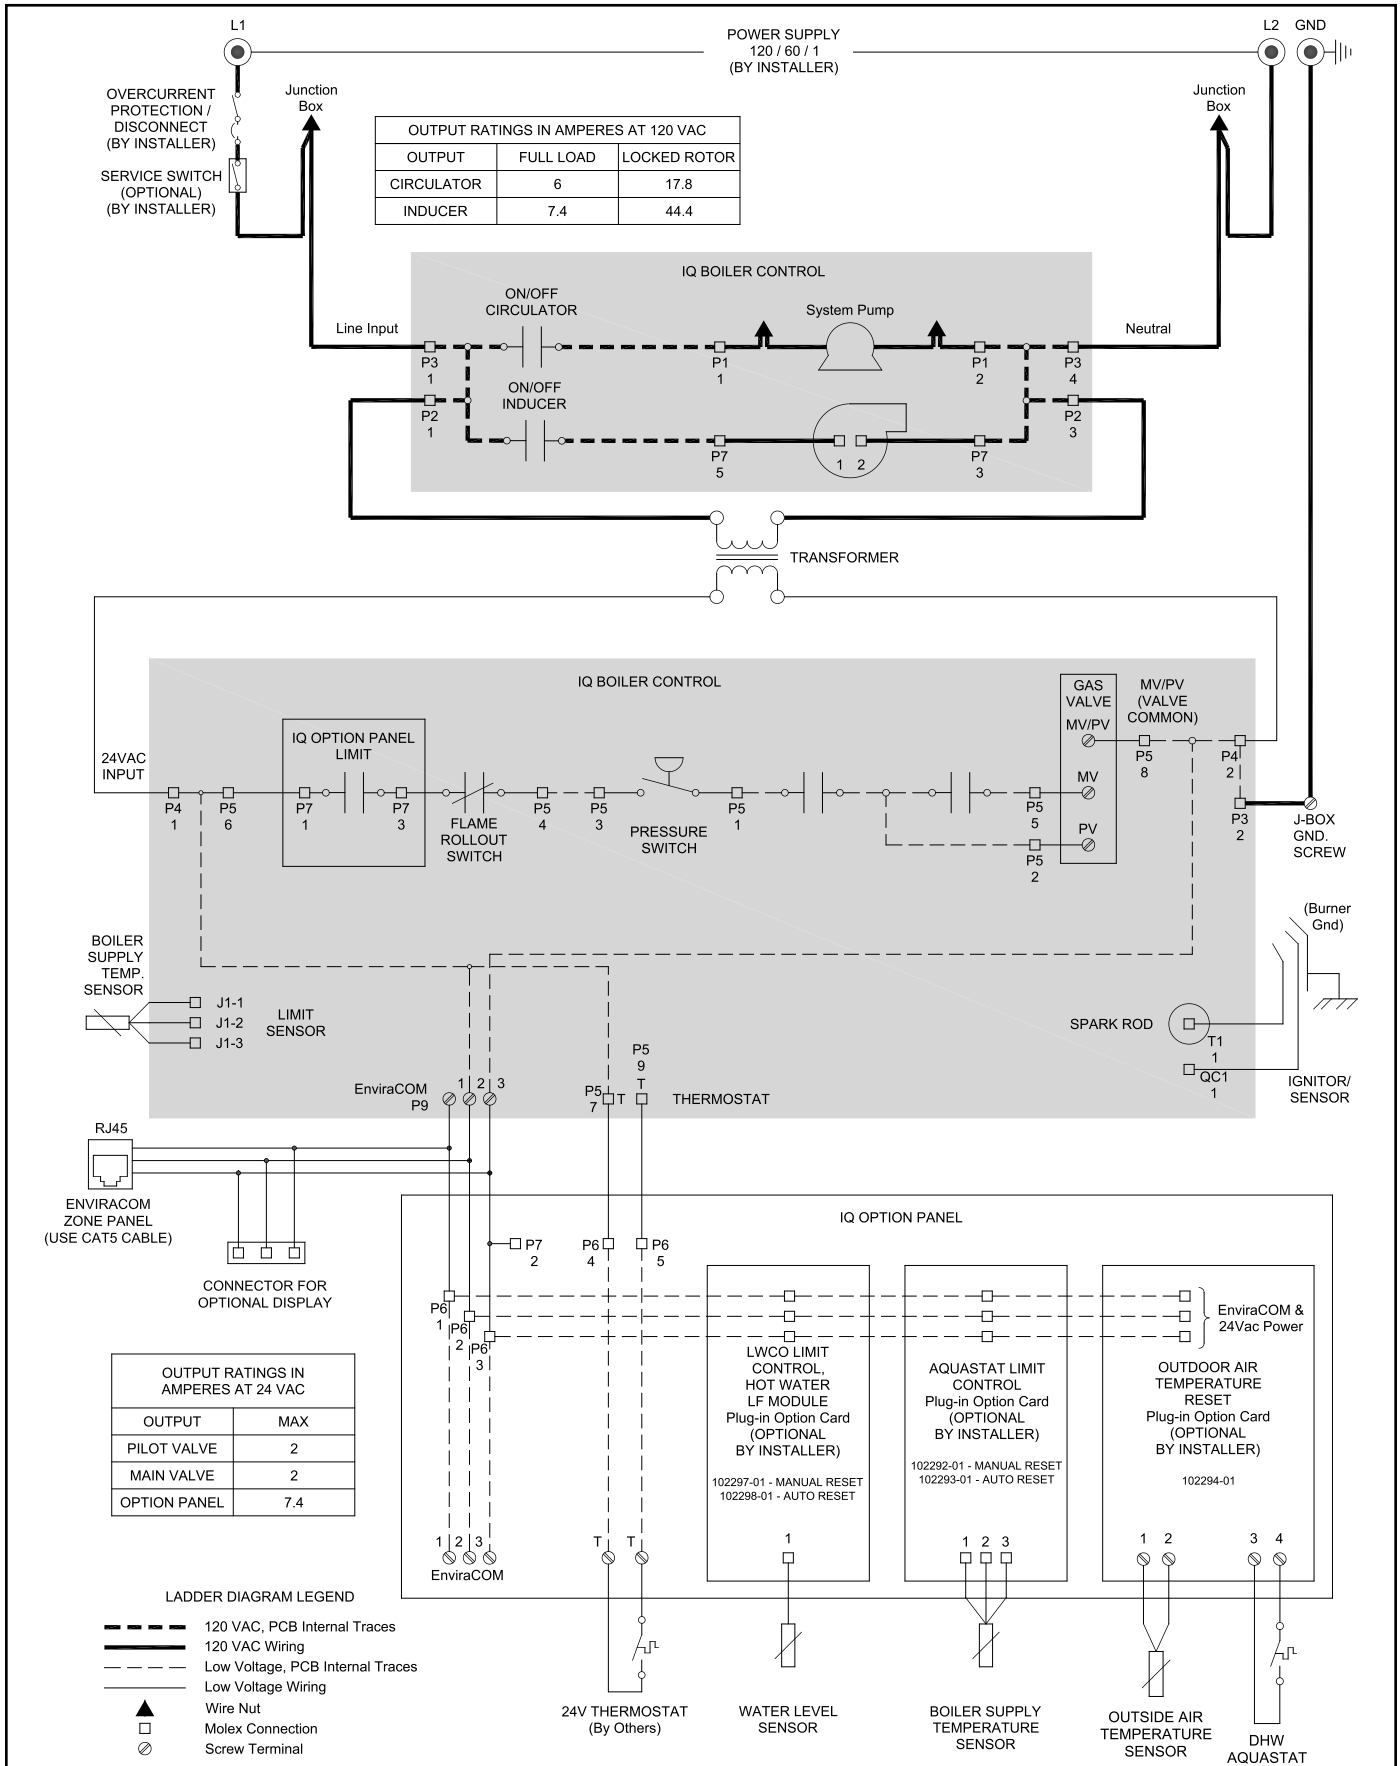 L1
POWER SUPPLY
120 / 60 / 1
(BY INSTALLER)
L2 GND
OVERCURRENT
PROTECTION /
DISCONNECT
(BY INSTALLER)
SERVICE SWITCH
(OPTIONAL)
(BY INSTALLER)
Junction
Box
Junction
Box
OUTPUT RATINGS IN AMPERES AT 120 VAC
OUTPUT FULL LOAD LOCKED ROTOR
CIRCULATOR 6 17.8
INDUCER 7.4 44.4
IQ BOILER CONTROL
ON/OFF
CIRCULATOR
System Pump
Line Input
Neutral
P3
1
P1
1
P1
2
P3
4
P2
1
ON/OFF
INDUCER
P2
3
P7
5
1 2
P7
3
TRANSFORMER
IQ BOILER CONTROL
24VAC
INPUT
IQ OPTION PANEL
LIMIT
GAS
VALVE
MV/PV
MV
PV
MV/PV
(VALVE
COMMON)
P5
8
P4
2
P4
1
P5
6
P7
1
P7
3
FLAME
ROLLOUT
SWITCH
P5
4
P5
3
PRESSURE
SWITCH
P5
1
P5
5
P5
2
P3
2
J-BOX
GND.
SCREW
BOILER
SUPPLY
TEMP.
SENSOR
J1-1
J1-2
J1-3
LIMIT
SENSOR
(Burner
Gnd)
SPARK ROD
T1
1
QC1
1
IGNITOR/
SENSOR
EnviraCOM
P9
1 2 3
P5
7
T
P5
9
T
THERMOSTAT
RJ45
ENVIRACOM
ZONE PANEL
(USE CAT5 CABLE)
CONNECTOR FOR
OPTIONAL DISPLAY
IQ OPTION PANEL
P7
2
P6
4
P6
5
P6
1
P6
2
P6
3
EnviraCOM &
24Vac Power
LWCO LIMIT
CONTROL,
HOT WATER
LF MODULE
Plug-in Option Card
(OPTIONAL
BY INSTALLER)
102297-01 - MANUAL RESET
102298-01 - AUTO RESET
1
AQUASTAT LIMIT
CONTROL
Plug-in Option Card
(OPTIONAL
BY INSTALLER)
102292-01 - MANUAL RESET
102293-01 - AUTO RESET
1 2 3
OUTDOOR AIR
TEMPERATURE
RESET
Plug-in Option Card
(OPTIONAL
BY INSTALLER)
102294-01
1 2 3 4
OUTPUT RATINGS IN
AMPERES AT 24 VAC
OUTPUT MAX
PILOT VALVE 2
MAIN VALVE 2
OPTION PANEL 7.4
1 2 3
EnviraCOM
T T
LADDER DIAGRAM LEGEND
120 VAC, PCB Internal Traces
120 VAC Wiring
Low Voltage, PCB Internal Traces
Low Voltage Wiring
Wire Nut
Molex Connection
Screw Terminal
24V THERMOSTAT
(By Others)
WATER LEVEL
SENSOR
BOILER SUPPLY
TEMPERATURE
SENSOR
OUTSIDE AIR
TEMPERATURE
SENSOR
DHW
AQUASTAT